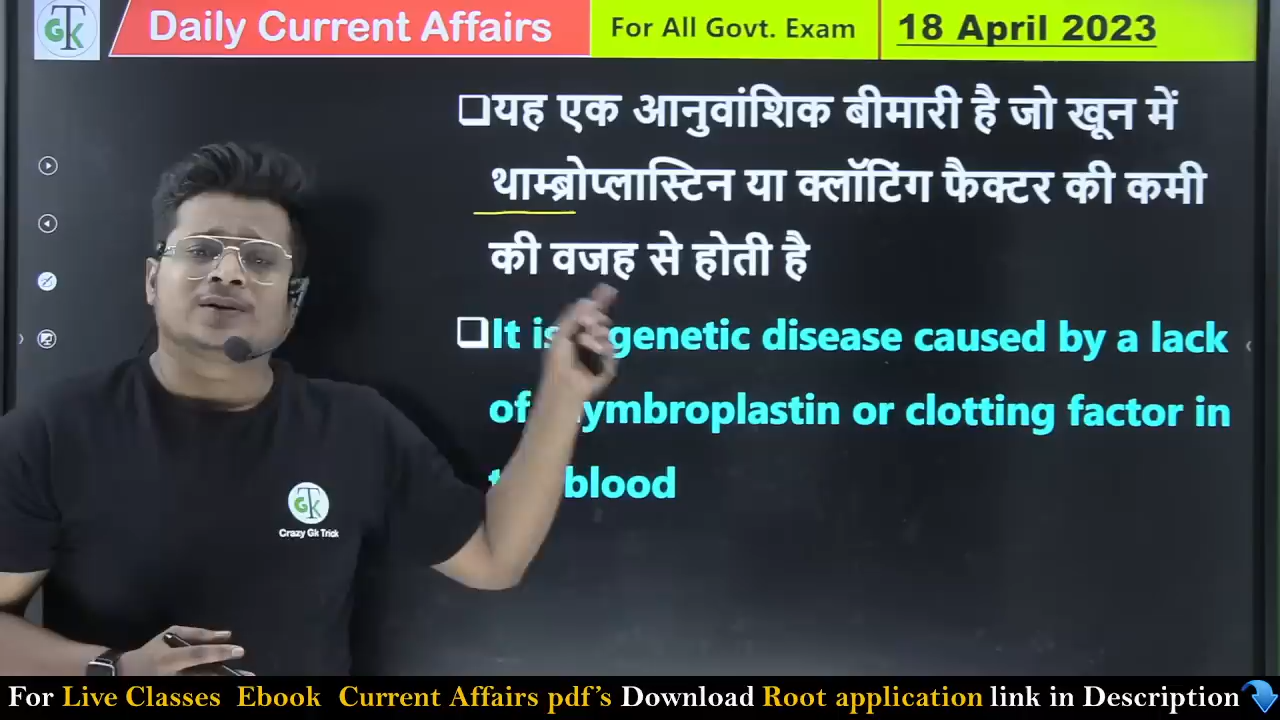 GTK
Daily Current Affairs
For All Govt. Exam
18 April 2023
यह एक आनुवांशिक बीमारी है जो खून में
थाम्ब्रोप्लास्टिन या क्लॉटिंग फैक्टर की कमी
की वजह से होती है
It is genetic disease caused by a lack
of ymbroplastin or clotting factor in
blood
GTK
Crazy Gk Trick
For Live Classes Ebook Current Affairs pdf's Download Root application link in Description